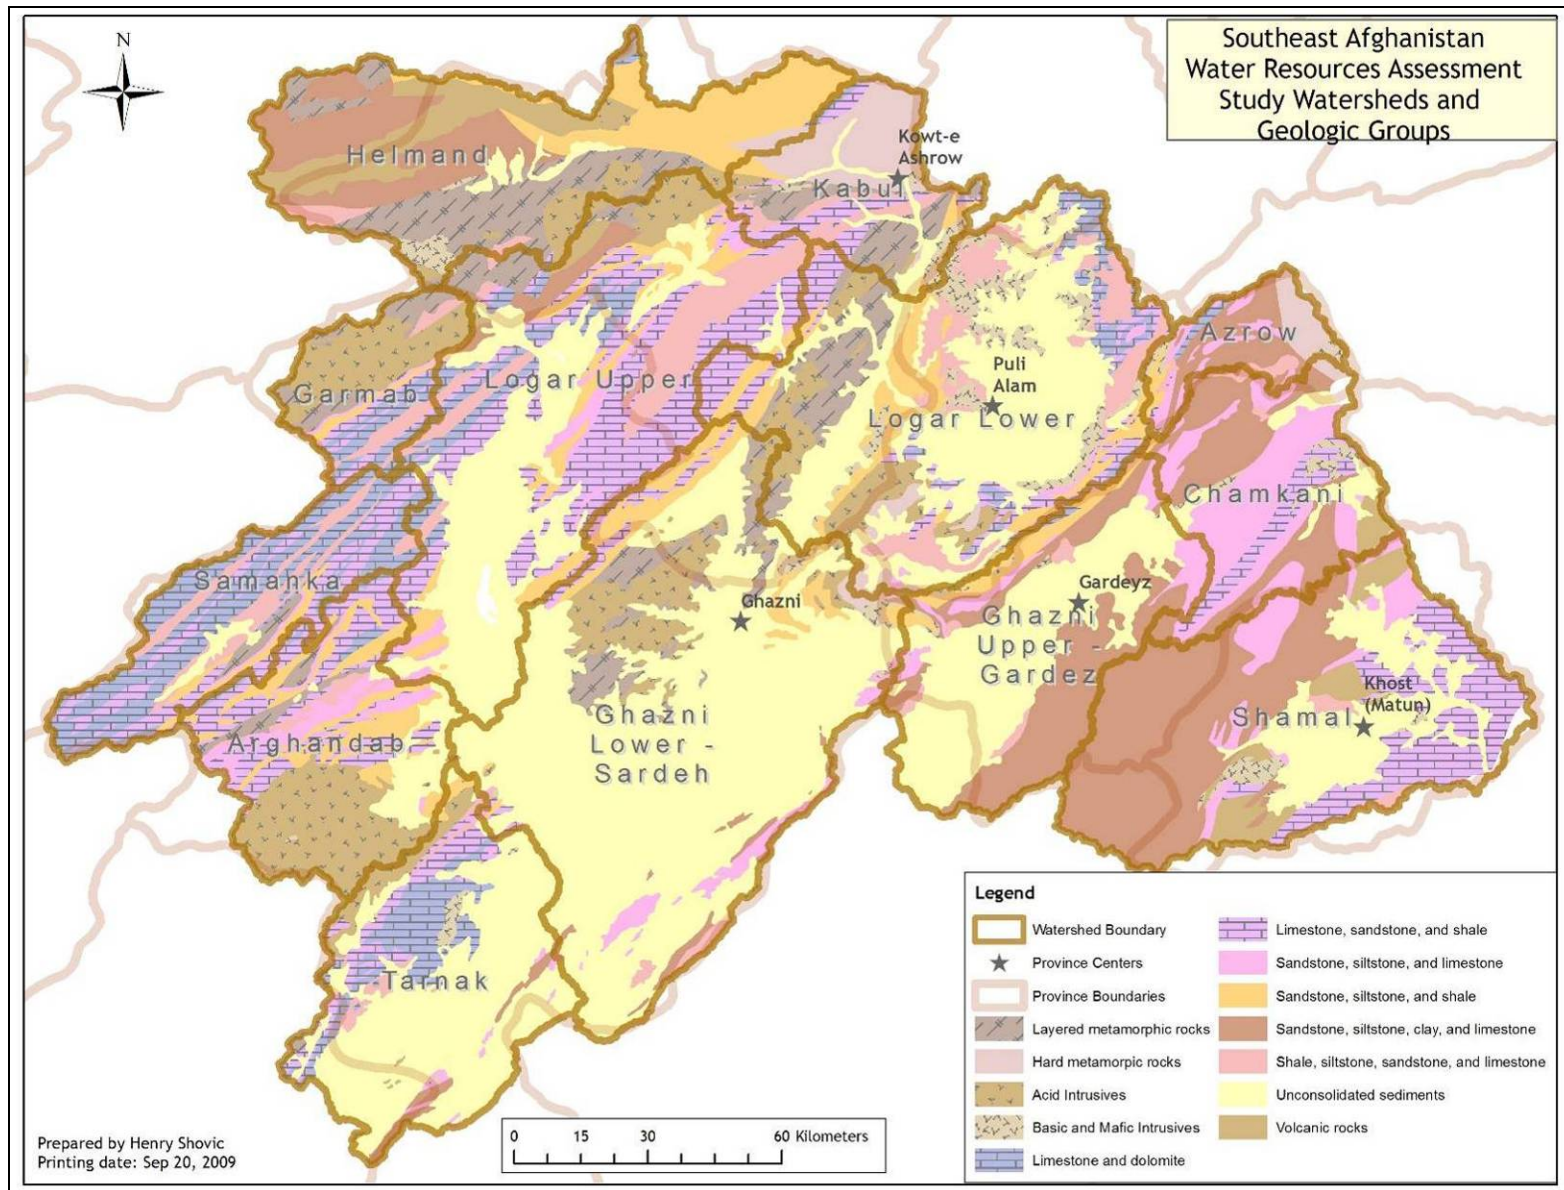 Southeast Afghanistan
Water Resources Assessment
Study Watersheds and
Geologic Groups
N
Helmand
Kowt-e
Ashrow
Kabul
Azrow
Garmab
Logar Upper
Puli
Alam
Logar Lower
Chamkani
Samanka
Ghazni
Gardeyz
Ghazni
Upper -
Gardez
Khost
(Matun)
Shamal
Arghandab
Ghazni
Lower -
Sardeh
Tarnak
Legend
Watershed Boundary
Province Centers
Province Boundaries
Layered metamorphic rocks
Hard metamorpic rocks
Acid Intrusives
Basic and Mafic Intrusives
Limestone and dolomite
Limestone, sandstone, and shale
Sandstone, siltstone, and limestone
Sandstone, siltstone, and shale
Sandstone, siltstone, clay, and limestone
Shale, siltstone, sandstone, and limestone
Unconsolidated sediments
Volcanic rocks
0 15 30 60 Kilometers
Prepared by Henry Shovic
Printing date: Sep 20, 2009